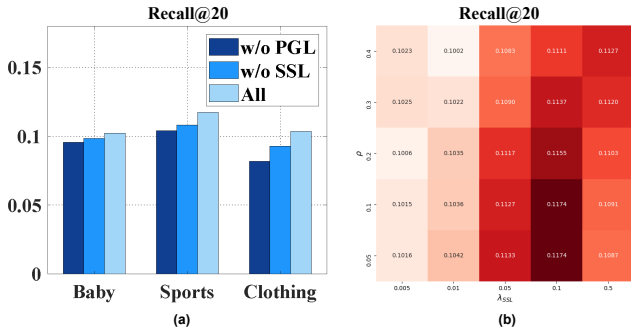 Recall@20
0.15
0.1
0.05
0
w/o PGL
w/o SSL
All
Baby Sports Clothing
(a)
Recall@20
ρ
0.4 0.1023 0.1002 0.1083 0.1111 0.1127
0.3 0.1025 0.1022 0.1090 0.1137 0.1120
0.2 0.1006 0.1035 0.1117 0.1155 0.1103
0.1 0.1015 0.1036 0.1127 0.1174 0.1091
0.05 0.1016 0.1042 0.1133 0.1174 0.1087
0.005 0.01 0.05 0.1 0.5
λSSL
(b)